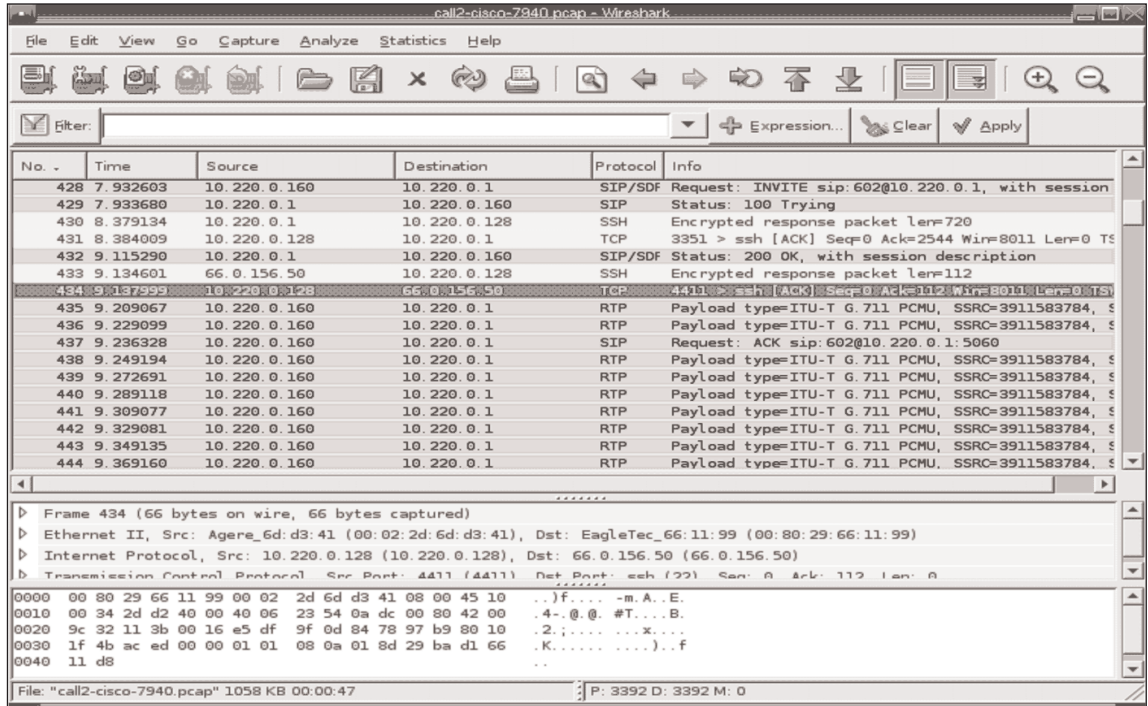 call2-cisco-7940.pcap - Wireshark
File Edit View Go Capture Analyze Statistics Help
Filter: Expression... Clear Apply
No. Time Source Destination Protocol Info
428 7.932603 10.220.0.160 10.220.0.1 SIP/SDF Request: INVITE sip:602@10.220.0.1, with session
429 7.933680 10.220.0.1 10.220.0.160 SIP Status: 100 Trying
430 8.379134 10.220.0.1 10.220.0.128 SSH Encrypted response packet len=720
431 8.384009 10.220.0.128 10.220.0.1 TCP 3351 > ssh [ACK] Seq=0 Ack=2544 Win=8011 Len=0 TS
432 9.115290 10.220.0.1 10.220.0.160 SIP/SDF Status: 200 OK, with session description
433 9.134601 66.0.156.50 10.220.0.128 SSH Encrypted response packet len=112
434 9.137999 10.220.0.128 66.0.156.50 TCP 4411 > ssh [ACK] Seq=0 Ack=112 Win=8011 Len=0 TSV
435 9.209067 10.220.0.160 10.220.0.1 RTP Payload type=ITU-T G.711 PCMU, SSRC=3911583784, S
436 9.229099 10.220.0.160 10.220.0.1 RTP Payload type=ITU-T G.711 PCMU, SSRC=3911583784, S
437 9.236328 10.220.0.160 10.220.0.1 SIP Request: ACK sip:602@10.220.0.1:5060
438 9.249194 10.220.0.160 10.220.0.1 RTP Payload type=ITU-T G.711 PCMU, SSRC=3911583784, S
439 9.272691 10.220.0.160 10.220.0.1 RTP Payload type=ITU-T G.711 PCMU, SSRC=3911583784, S
440 9.289118 10.220.0.160 10.220.0.1 RTP Payload type=ITU-T G.711 PCMU, SSRC=3911583784, S
441 9.309077 10.220.0.160 10.220.0.1 RTP Payload type=ITU-T G.711 PCMU, SSRC=3911583784, S
442 9.329081 10.220.0.160 10.220.0.1 RTP Payload type=ITU-T G.711 PCMU, SSRC=3911583784, S
443 9.349135 10.220.0.160 10.220.0.1 RTP Payload type=ITU-T G.711 PCMU, SSRC=3911583784, S
444 9.369160 10.220.0.160 10.220.0.1 RTP Payload type=ITU-T G.711 PCMU, SSRC=3911583784, S
Frame 434 (66 bytes on wire, 66 bytes captured)
Ethernet II, Src: Agere_6d:d3:41 (00:02:2d:6d:d3:41), Dst: EagleTec_66:11:99 (00:80:29:66:11:99)
Internet Protocol, Src: 10.220.0.128 (10.220.0.128), Dst: 66.0.156.50 (66.0.156.50)
Transmission Control Protocol, Src Port: 4411 (4411), Dst Port: ssh (22), Seq: 0, Ack: 112, Len: 0
0000 00 80 29 66 11 99 00 02 2d 6d d3 41 08 00 45 10 ..)f.... -m.A..E.
0010 00 34 2d d2 40 00 40 06 23 54 0a dc 00 80 42 00 .4-.@.@. #T....B.
0020 9c 32 11 3b 00 16 e5 df 9f 0d 84 78 97 b9 80 10 .2.;.... ...x....
0030 1f 4b ac ed 00 00 01 01 08 0a 01 8d 29 ba d1 66 .K...... ....)..f
0040 11 d8 ..
File: "call2-cisco-7940.pcap" 1058 KB 00:00:47 P: 3392 D: 3392 M: 0